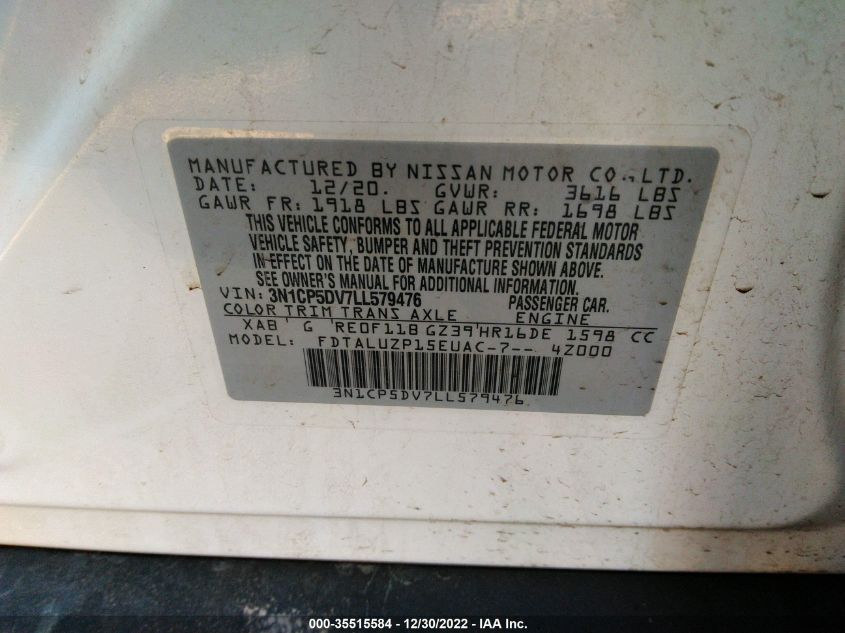 MANUFACTURED BY NISSAN MOTOR CO., LTD.
DATE: 12/20. GVWR: 3616 LBS
GAWR FR: 1918 LBS GAWR RR: 1698 LBS
THIS VEHICLE CONFORMS TO ALL APPLICABLE FEDERAL MOTOR
VEHICLE SAFETY, BUMPER AND THEFT PREVENTION STANDARDS
IN EFFECT ON THE DATE OF MANUFACTURE SHOWN ABOVE.
SEE OWNER'S MANUAL FOR ADDITIONAL INFORMATION.
VIN: 3N1CP5DV7LL579476 PASSENGER CAR.
COLOR TRIM TRANS AXLE ENGINE
XAB' G 'RE0F11B GZ39'HR16DE 1598 CC
MODEL: FDTALUZP15EUAC-7-- 4Z000
3N1CP5DV7LL579476
000-35515584 - 12/30/2022 - IAA Inc.